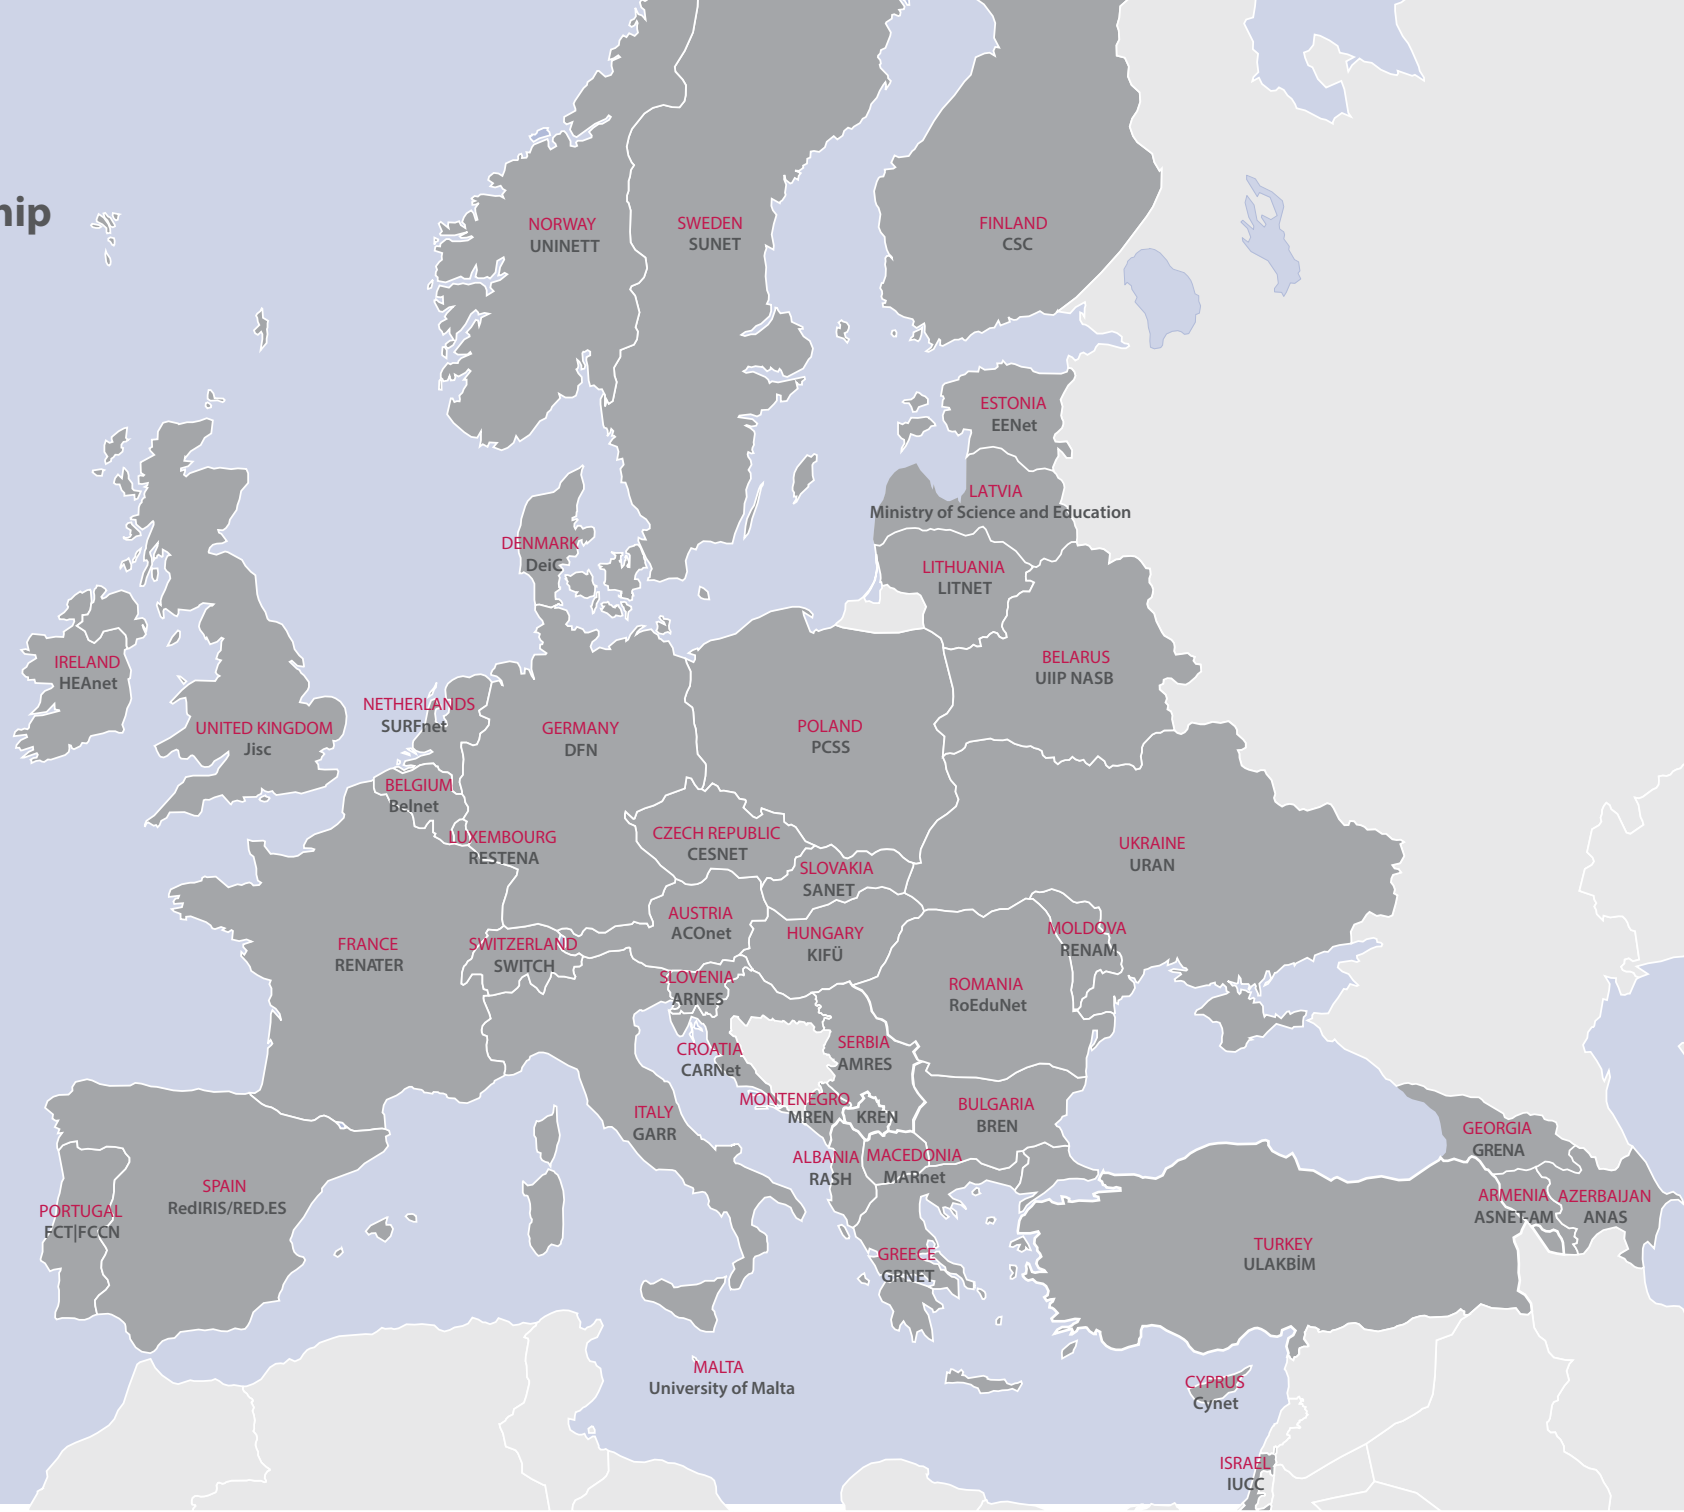 hip
NORWAY
UNINETT
SWEDEN
SUNET
FINLAND
CSC
ESTONIA
EENet
LATVIA
Ministry of Science and Education
DENMARK
DeiC
LITHUANIA
LITNET
IRELAND
HEAnet
BELARUS
UIIP NASB
NETHERLANDS
SURFnet
UNITED KINGDOM
Jisc
GERMANY
DFN
POLAND
PCSS
BELGIUM
Belnet
LUXEMBOURG
RESTENA
CZECH REPUBLIC
CESNET
UKRAINE
URAN
SLOVAKIA
SANET
AUSTRIA
ACOnet
HUNGARY
KIFÜ
MOLDOVA
RENAM
FRANCE
RENATER
SWITZERLAND
SWITCH
SLOVENIA
ARNES
ROMANIA
RoEduNet
CROATIA
CARNet
SERBIA
AMRES
MONTENEGRO
MREN
KREN
BULGARIA
BREN
ITALY
GARR
GEORGIA
GRENA
ALBANIA
RASH
MACEDONIA
MARnet
SPAIN
RedIRIS/RED.ES
PORTUGAL
FCT|FCCN
ARMENIA
ASNET-AM
AZERBAIJAN
ANAS
GREECE
GRNET
TURKEY
ULAKBİM
MALTA
University of Malta
CYPRUS
Cynet
ISRAEL
IUCC